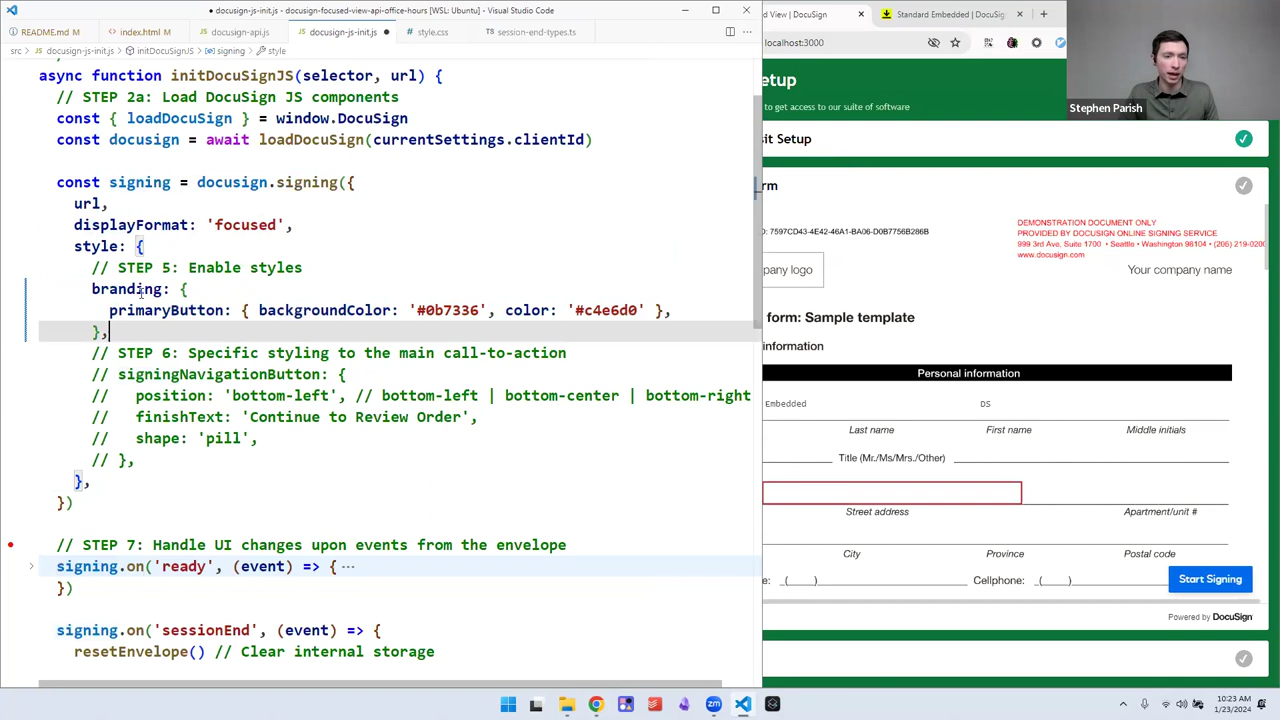 docusign-js-init.js - docusign-focused-view-api-office-hours [WSL: Ubuntu] - Visual Studio Code
README.md M
index.html M
docusign-api.js
docusign-js-init.js
style.css
session-end-types.ts
src > docusign-js-init.js > initDocuSignJS > signing > style
async function initDocuSignJS(selector, url) {
// STEP 2a: Load DocuSign JS components
const { loadDocuSign } = window.DocuSign
const docusign = await loadDocuSign(currentSettings.clientId)
const signing = docusign.signing({
url,
displayFormat: 'focused',
style: {
// STEP 5: Enable styles
branding: {
primaryButton: { backgroundColor: '#0b7336', color: '#c4e6d0' },
},
// STEP 6: Specific styling to the main call-to-action
// signingNavigationButton: {
// position: 'bottom-left', // bottom-left | bottom-center | bottom-right
// finishText: 'Continue to Review Order',
// shape: 'pill',
// },
},
})
// STEP 7: Handle UI changes upon events from the envelope
signing.on('ready', (event) => { ···
})
signing.on('sessionEnd', (event) => {
resetEnvelope() // Clear internal storage
d View | DocuSign
Standard Embedded | DocuSig
localhost:3000
etup
to get access to our suite of software
Stephen Parish
sit Setup
rm
ID: 7597CD43-4E42-46A1-BA06-D0B7756B286B
DEMONSTRATION DOCUMENT ONLY
PROVIDED BY DOCUSIGN ONLINE SIGNING SERVICE
999 3rd Ave, Suite 1700 • Seattle • Washington 98104 • (206) 219-0200
www.docusign.com
pany logo
Your company name
form: Sample template
information
Personal information
Embedded
DS
Last name
First name
Middle initials
Title (Mr./Ms/Mrs./Other)
Street address
Apartment/unit #
City
Province
Postal code
e: _(____)
Cellphone: _(____)
Start Signing
Powered by DocuSign
10:23 AM
1/23/2024